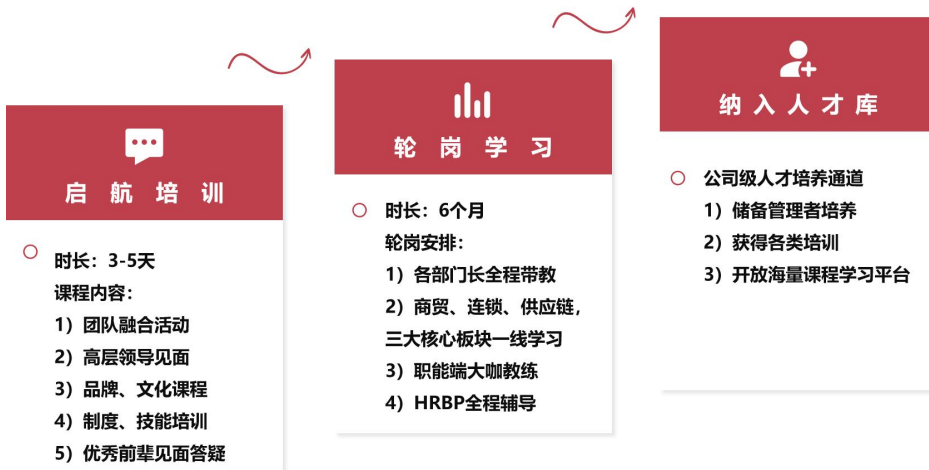 启航培训
时长：3-5天
课程内容：
1）团队融合活动
2）高层领导见面
3）品牌、文化课程
4）制度、技能培训
5）优秀前辈见面答疑
轮岗学习
时长：6个月
轮岗安排：
1）各部门长全程带教
2）商贸、连锁、供应链，
三大核心板块一线学习
3）职能端大咖教练
4）HRBP全程辅导
纳入人才库
公司级人才培养通道
1）储备管理者培养
2）获得各类培训
3）开放海量课程学习平台